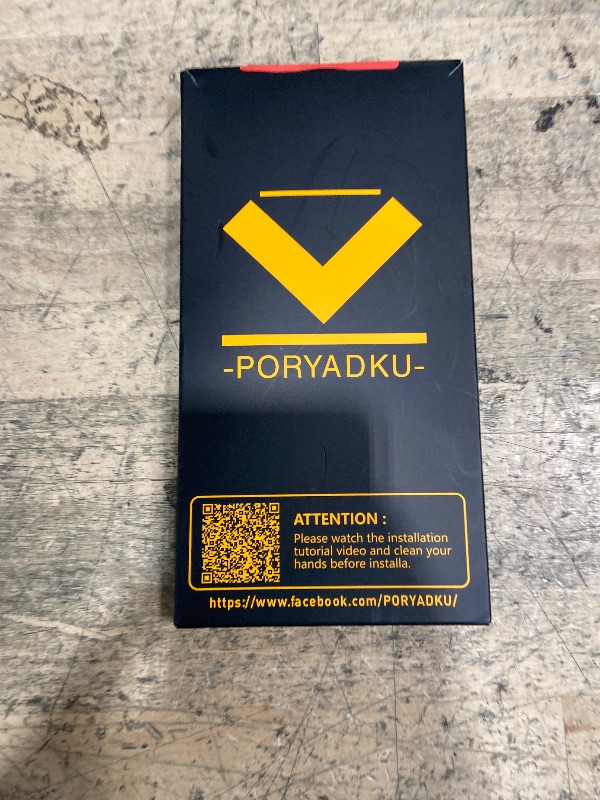 -PORYADKU-
ATTENTION :
Please watch the installation
tutorial video and clean your
hands before installa.
https://www.facebook.com/PORYADKU/